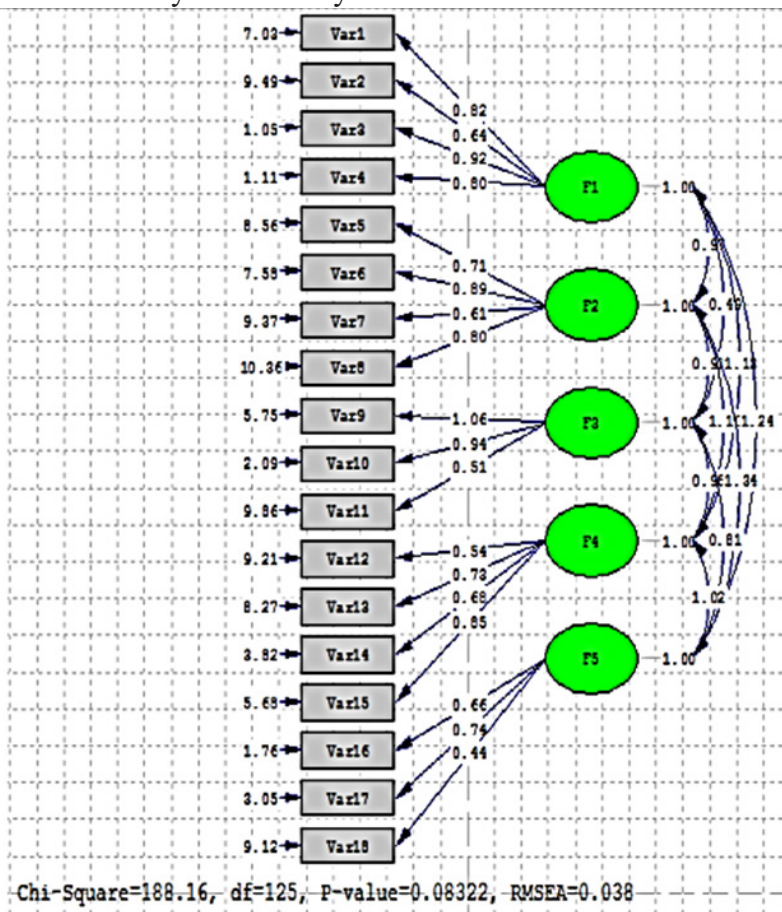 7.03 Var1
9.49 Var2
0.82
0.64
1.05 Var3
0.92
1.11 Var4
0.80
F1 1.00
8.56 Var5
0.71
7.58 Var6
0.89
9.37 Var7
0.61
F2 1.00
0.80
10.36 Var8
1.24
5.75 Var9
1.06
F3 1.00
0.94
2.09 Var10
0.51
1.34
9.86 Var11
9.21 Var12
0.54
F4 1.00
0.81
0.73
8.27 Var13
0.68
1.02
0.85
3.82 Var14
F5 1.00
5.68 Var15
0.66
1.76 Var16
0.74
0.44
3.05 Var17
9.12 Var18
Chi-Square=188.16, df=125, P-value=0.08322, RMSEA=0.038